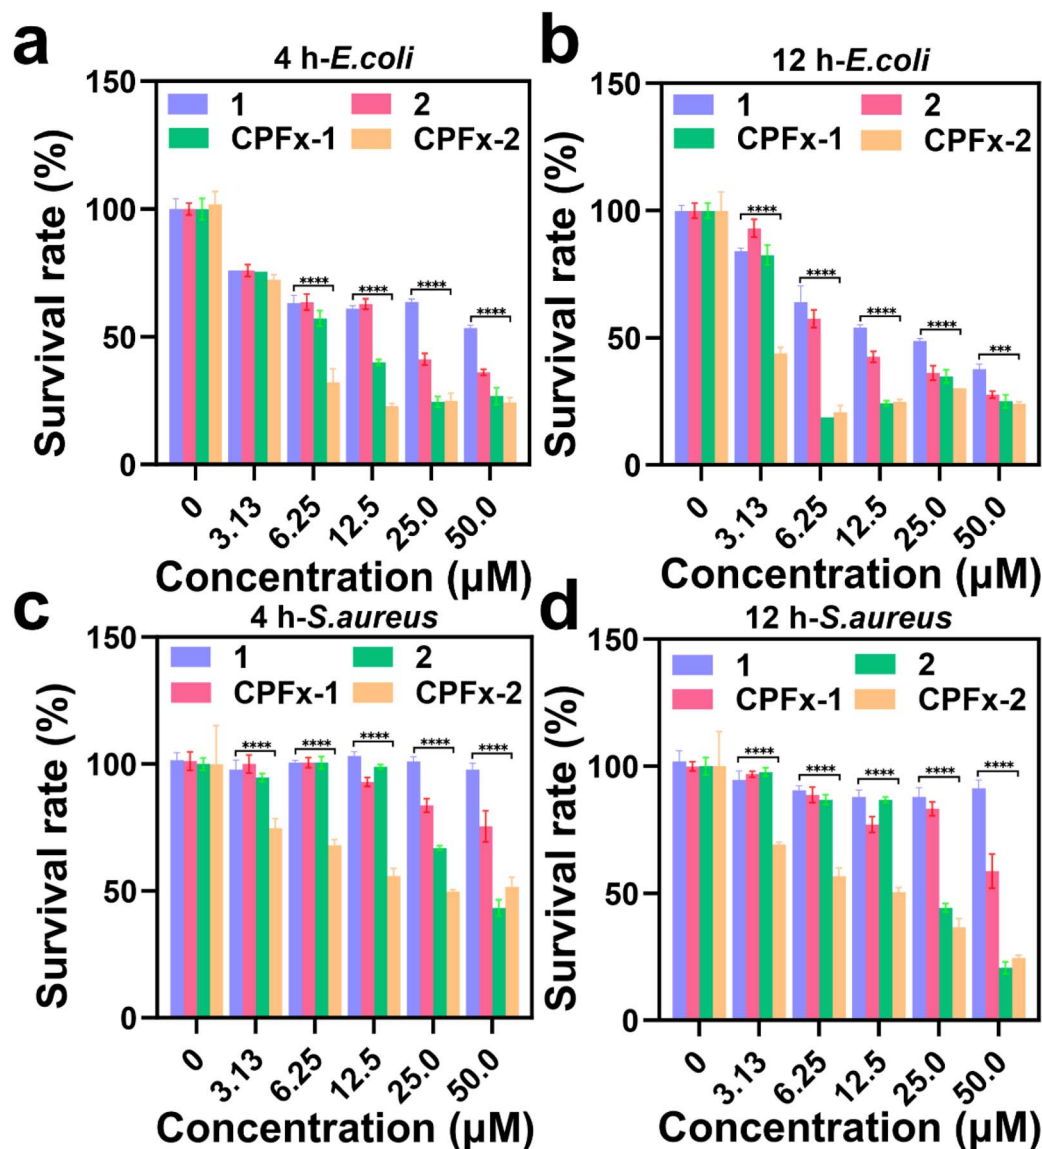 a
4 h-E.coli
Survival rate (%)
150
100
50
0
1
2
CPFx-1
CPFx-2
****
****
****
****
0
3.13
6.25
12.5
25.0
50.0
Concentration (µM)
b
12 h-E.coli
Survival rate (%)
150
100
50
0
1
2
CPFx-1
CPFx-2
****
****
****
****
***
0
3.13
6.25
12.5
25.0
50.0
Concentration (µM)
c
4 h-S.aureus
Survival rate (%)
150
100
50
0
1
2
CPFx-1
CPFx-2
****
****
****
****
****
0
3.13
6.25
12.5
25.0
50.0
Concentration (µM)
d
12 h-S.aureus
Survival rate (%)
150
100
50
0
1
2
CPFx-1
CPFx-2
****
****
****
****
****
0
3.13
6.25
12.5
25.0
50.0
Concentration (µM)